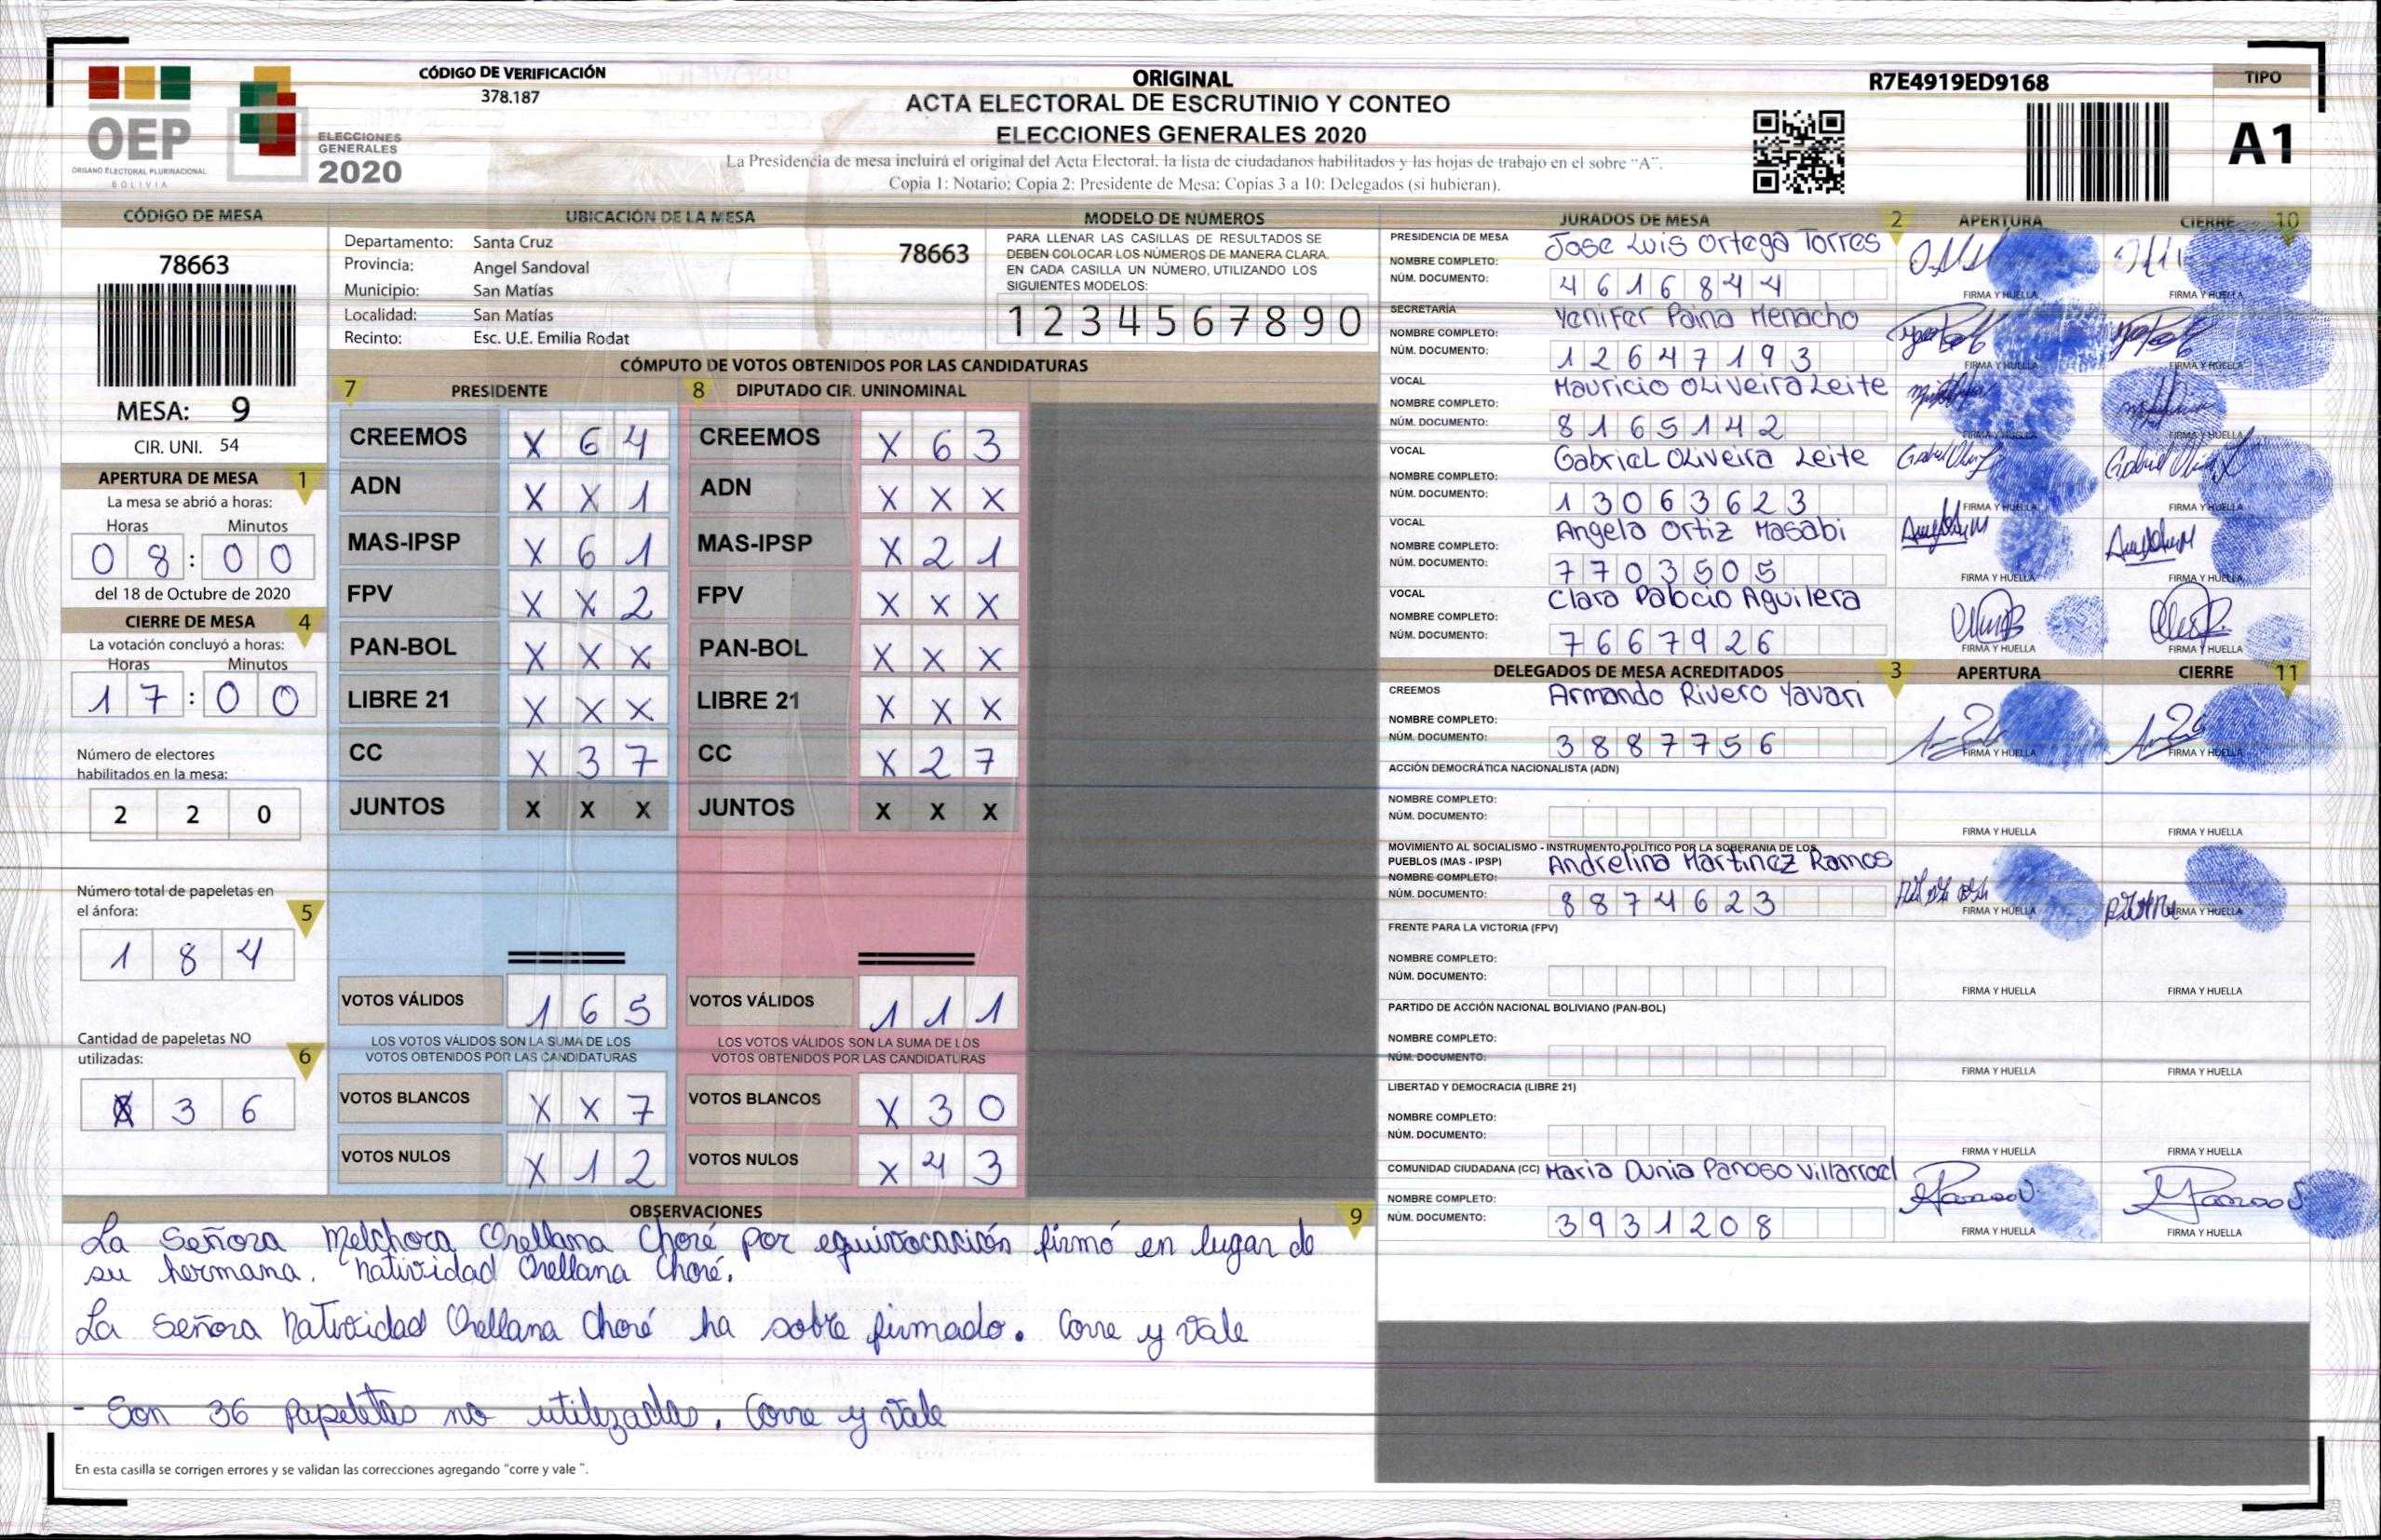 OEP
ORGANO ELECTORAL PLURINACIONAL
BOLIVIA
ELECCIONES
GENERALES
2020
CÓDIGO DE VERIFICACIÓN
378.187
ORIGINAL
ACTA ELECTORAL DE ESCRUTINIO Y CONTEO
ELECCIONES GENERALES 2020
La Presidencia de mesa incluirá el original del Acta Electoral, la lista de ciudadanos habilitados y las hojas de trabajo en el sobre “A”.
Copia 1: Notario; Copia 2: Presidente de Mesa; Copias 3 a 10: Delegados (si hubieran).
R7E4919ED9168
TIPO
A1
CÓDIGO DE MESA
78663
MESA: 9
CIR. UNI. 54
APERTURA DE MESA 1
La mesa se abrió a horas:
Horas Minutos
08:00
del 18 de Octubre de 2020
CIERRE DE MESA 4
La votación concluyó a horas:
Horas Minutos
17:00
Número de electores
habilitados en la mesa:
2 2 0
Número total de papeletas en
el ánfora: 5
1 8 4
Cantidad de papeletas NO
utilizadas: 6
X 3 6
UBICACIÓN DE LA MESA
Departamento: Santa Cruz 78663
Provincia: Angel Sandoval
Municipio: San Matías
Localidad: San Matías
Recinto: Esc. U.E. Emilia Rodat
MODELO DE NÚMEROS
PARA LLENAR LAS CASILLAS DE RESULTADOS SE
DEBEN COLOCAR LOS NÚMEROS DE MANERA CLARA.
EN CADA CASILLA UN NÚMERO, UTILIZANDO LOS
SIGUIENTES MODELOS:
1 2 3 4 5 6 7 8 9 0
CÓMPUTO DE VOTOS OBTENIDOS POR LAS CANDIDATURAS
7 PRESIDENTE 8 DIPUTADO CIR. UNINOMINAL
CREEMOS X 6 4 CREEMOS X 6 3
ADN X X 1 ADN X X X
MAS-IPSP X 6 1 MAS-IPSP X 2 1
FPV X X 2 FPV X X X
PAN-BOL X X X PAN-BOL X X X
LIBRE 21 X X X LIBRE 21 X X X
CC X 3 7 CC X 2 7
JUNTOS X X X JUNTOS X X X
VOTOS VÁLIDOS 1 6 5 VOTOS VÁLIDOS 1 1 1
LOS VOTOS VÁLIDOS SON LA SUMA DE LOS LOS VOTOS VÁLIDOS SON LA SUMA DE LOS
VOTOS OBTENIDOS POR LAS CANDIDATURAS VOTOS OBTENIDOS POR LAS CANDIDATURAS
VOTOS BLANCOS X X 7 VOTOS BLANCOS X 3 0
VOTOS NULOS X 1 2 VOTOS NULOS X 4 3
JURADOS DE MESA 2 APERTURA CIERRE 10
PRESIDENCIA DE MESA Jose Luis Ortega Torres
NOMBRE COMPLETO:
NÚM. DOCUMENTO: 4616844 FIRMA Y HUELLA FIRMA Y HUELLA
SECRETARÍA Yenifer Paina Menacho
NOMBRE COMPLETO:
NÚM. DOCUMENTO: 12647193 FIRMA Y HUELLA FIRMA Y HUELLA
VOCAL Mauricio Oliveira Leite
NOMBRE COMPLETO:
NÚM. DOCUMENTO: 8165142 FIRMA Y HUELLA FIRMA Y HUELLA
VOCAL Gabriel Oliveira Leite
NOMBRE COMPLETO:
NÚM. DOCUMENTO: 13063623 FIRMA Y HUELLA FIRMA Y HUELLA
VOCAL Angela Ortiz Masabi
NOMBRE COMPLETO:
NÚM. DOCUMENTO: 7703505 FIRMA Y HUELLA FIRMA Y HUELLA
VOCAL Clara Palocio Aguilera
NOMBRE COMPLETO:
NÚM. DOCUMENTO: 7667926 FIRMA Y HUELLA FIRMA Y HUELLA
DELEGADOS DE MESA ACREDITADOS 3 APERTURA CIERRE 11
CREEMOS Armando Rivero Yavari
NOMBRE COMPLETO:
NÚM. DOCUMENTO: 3887756 FIRMA Y HUELLA FIRMA Y HUELLA
ACCIÓN DEMOCRÁTICA NACIONALISTA (ADN)
NOMBRE COMPLETO:
NÚM. DOCUMENTO: FIRMA Y HUELLA FIRMA Y HUELLA
MOVIMIENTO AL SOCIALISMO - INSTRUMENTO POLÍTICO POR LA SOBERANIA DE LOS
PUEBLOS (MAS - IPSP) Andrelina Martinez Ramos
NOMBRE COMPLETO:
NÚM. DOCUMENTO: 8874623 FIRMA Y HUELLA FIRMA Y HUELLA
FRENTE PARA LA VICTORIA (FPV)
NOMBRE COMPLETO:
NÚM. DOCUMENTO: FIRMA Y HUELLA FIRMA Y HUELLA
PARTIDO DE ACCIÓN NACIONAL BOLIVIANO (PAN-BOL)
NOMBRE COMPLETO:
NÚM. DOCUMENTO: FIRMA Y HUELLA FIRMA Y HUELLA
LIBERTAD Y DEMOCRACIA (LIBRE 21)
NOMBRE COMPLETO:
NÚM. DOCUMENTO: FIRMA Y HUELLA FIRMA Y HUELLA
COMUNIDAD CIUDADANA (CC) Maria Dunia Panoso Villarroel
NOMBRE COMPLETO:
NÚM. DOCUMENTO: 3931208 FIRMA Y HUELLA FIRMA Y HUELLA
OBSERVACIONES 9
La Señora Melchora Orellana Choré por equivocación firmó en lugar de
su hermana. Natividad Orellana Choré.
La Señora Natividad Orellana Choré ha sobre firmado. Corre y Vale
- Son 36 papeletas no utilizadas. Corre y Vale
En esta casilla se corrigen errores y se validan las correcciones agregando “corre y vale ”.